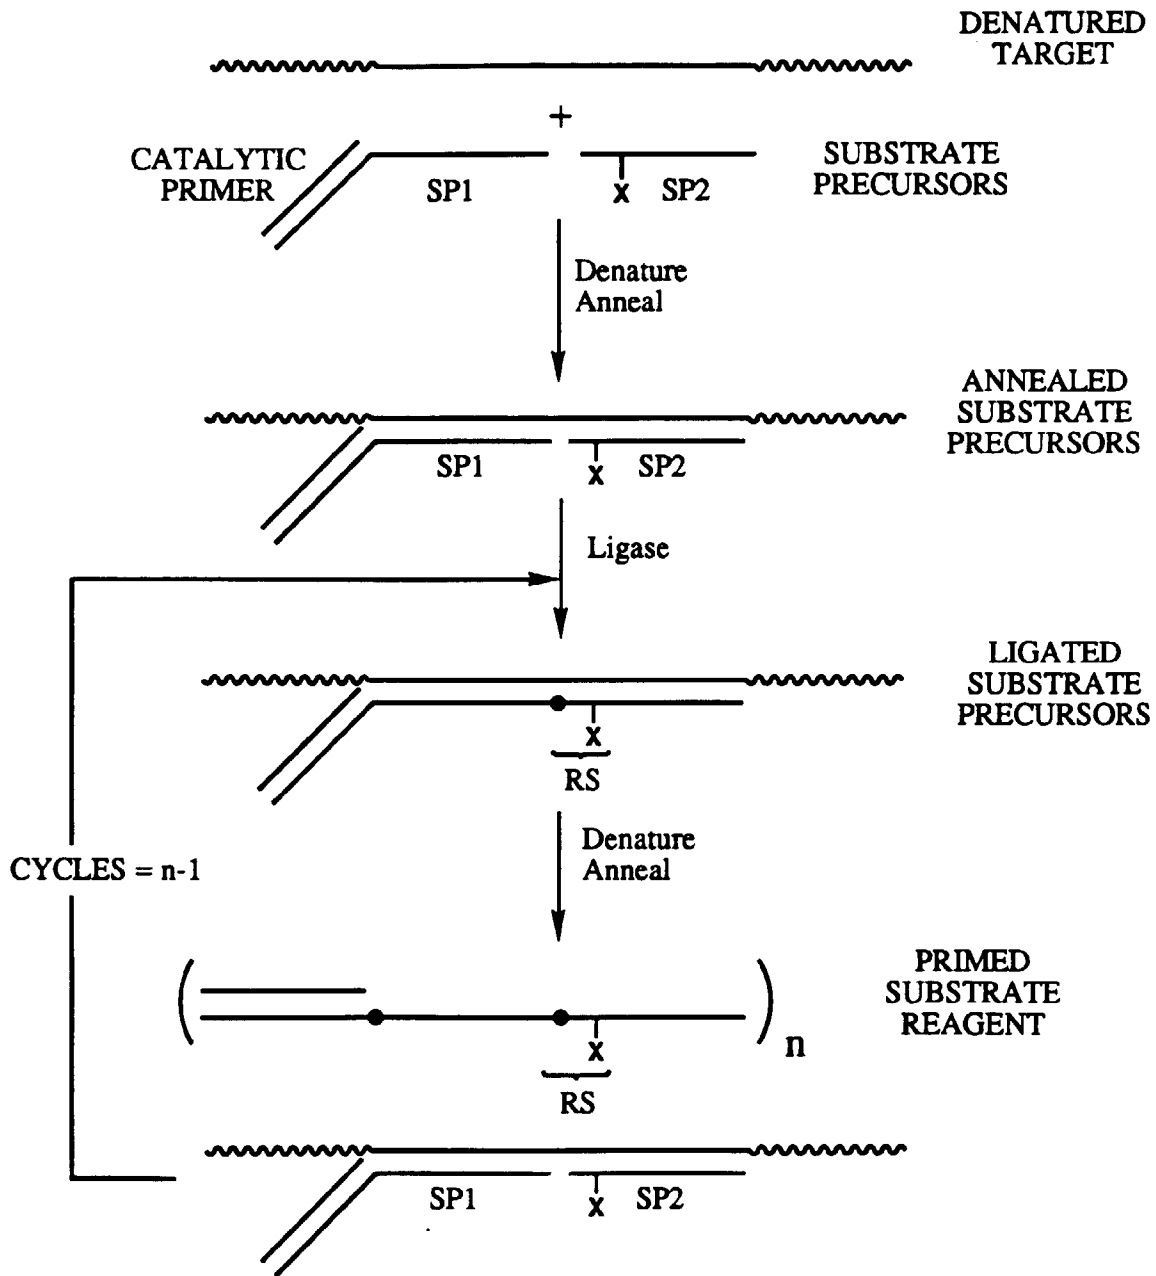 DENATURED
TARGET
+
CATALYTIC
PRIMER
SP1
X
SP2
SUBSTRATE
PRECURSORS
Denature
Anneal
ANNEALED
SUBSTRATE
PRECURSORS
SP1
X
SP2
Ligase
LIGATED
SUBSTRATE
PRECURSORS
X
RS
Denature
Anneal
CYCLES = n-1
PRIMED
SUBSTRATE
REAGENT
( ) n
X
RS
SP1
X
SP2